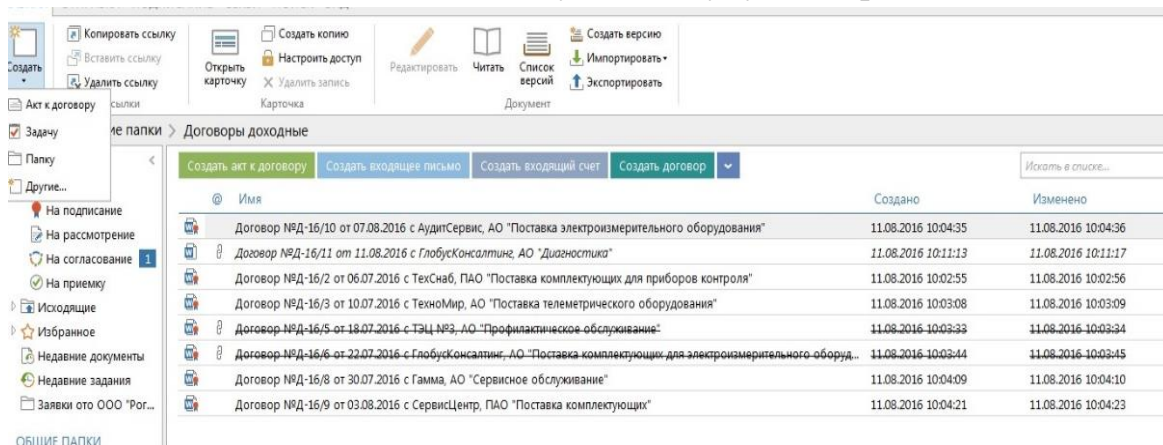 Создать
Копировать ссылку
Вставить ссылку
Удалить ссылку
сылки
Открыть карточку
Создать копию
Настроить доступ
Удалить запись
Карточка
Редактировать
Читать
Список версий
Создать версию
Импортировать
Экспортировать
Документ
Акт к договору
Задачу
Папку
Другие...
ие папки > Договоры доходные
Создать акт к договору Создать входящее письмо Создать входящий счет Создать договор
Искать в списке...
На подписание
На рассмотрение
На согласование 1
На приемку
Исходящие
Избранное
Недавние документы
Недавние задания
Заявки ото ООО "Рог...
ОБЩИЕ ПАПКИ
@ Имя Создано Изменено
Договор №Д-16/10 от 07.08.2016 с АудитСервис, АО "Поставка электроизмерительного оборудования" 11.08.2016 10:04:35 11.08.2016 10:04:36
Договор №Д-16/11 от 11.08.2016 с ГлобусКонсалтинг, АО "Диагностика" 11.08.2016 10:11:13 11.08.2016 10:11:17
Договор №Д-16/2 от 06.07.2016 с ТехСнаб, ПАО "Поставка комплектующих для приборов контроля" 11.08.2016 10:02:55 11.08.2016 10:02:56
Договор №Д-16/3 от 10.07.2016 с ТехноМир, АО "Поставка телеметрического оборудования" 11.08.2016 10:03:08 11.08.2016 10:03:09
Договор №Д-16/5 от 18.07.2016 с ТЭЦ №3, АО "Профилактическое обслуживание" 11.08.2016 10:03:33 11.08.2016 10:03:34
Договор №Д-16/6 от 22.07.2016 с ГлобусКонсалтинг, АО "Поставка комплектующих для электроизмерительного оборуд... 11.08.2016 10:03:44 11.08.2016 10:03:45
Договор №Д-16/8 от 30.07.2016 с Гамма, АО "Сервисное обслуживание" 11.08.2016 10:04:09 11.08.2016 10:04:10
Договор №Д-16/9 от 03.08.2016 с СервисЦентр, ПАО "Поставка комплектующих" 11.08.2016 10:04:21 11.08.2016 10:04:23